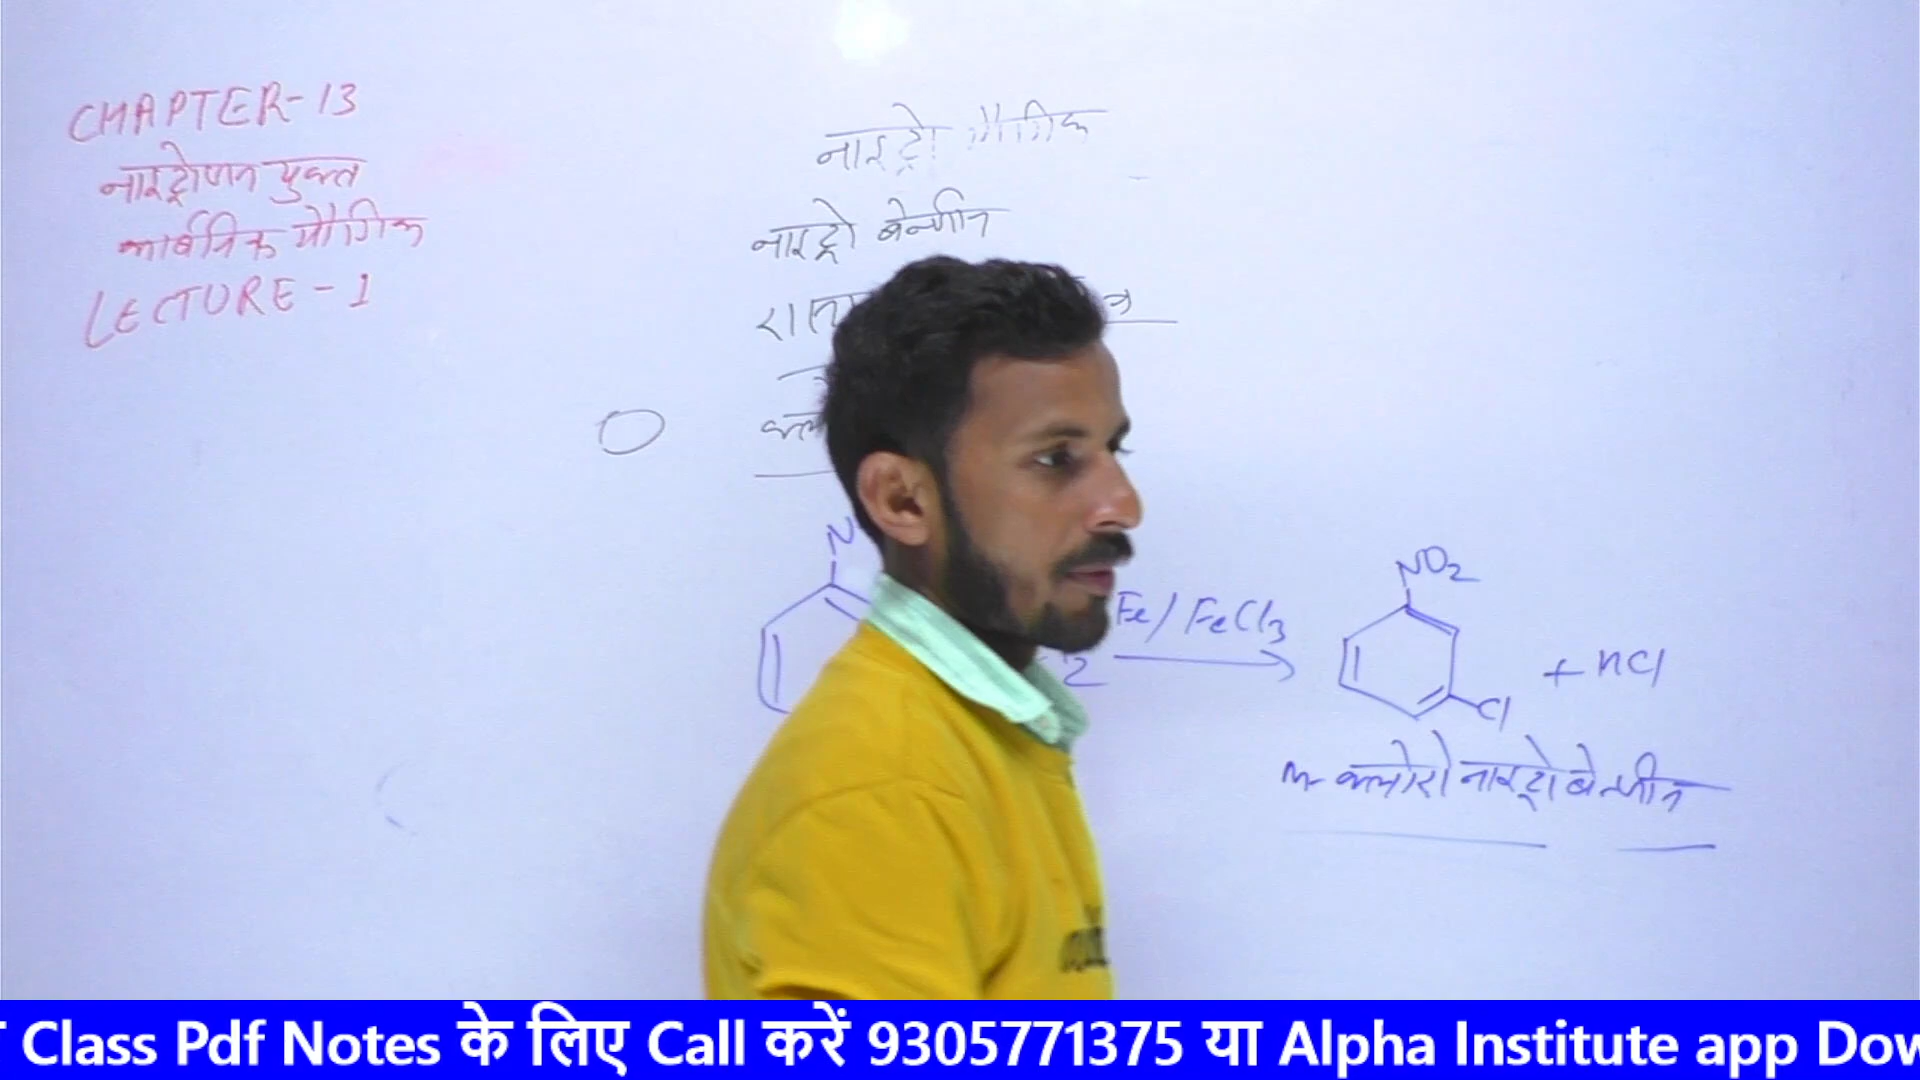 CHAPTER-13
नाइट्रोजन युक्त
कार्बनिक यौगिक
LECTURE-1
नाइट्रो यौगिक
नाइट्रो बेन्जीन
N
2
Fe/FeCl3
NO2
Cl
+ HCl
m-क्लोरो नाइट्रो बेन्जीन
Class Pdf Notes के लिए Call करें 9305771375 या Alpha Institute app Dow